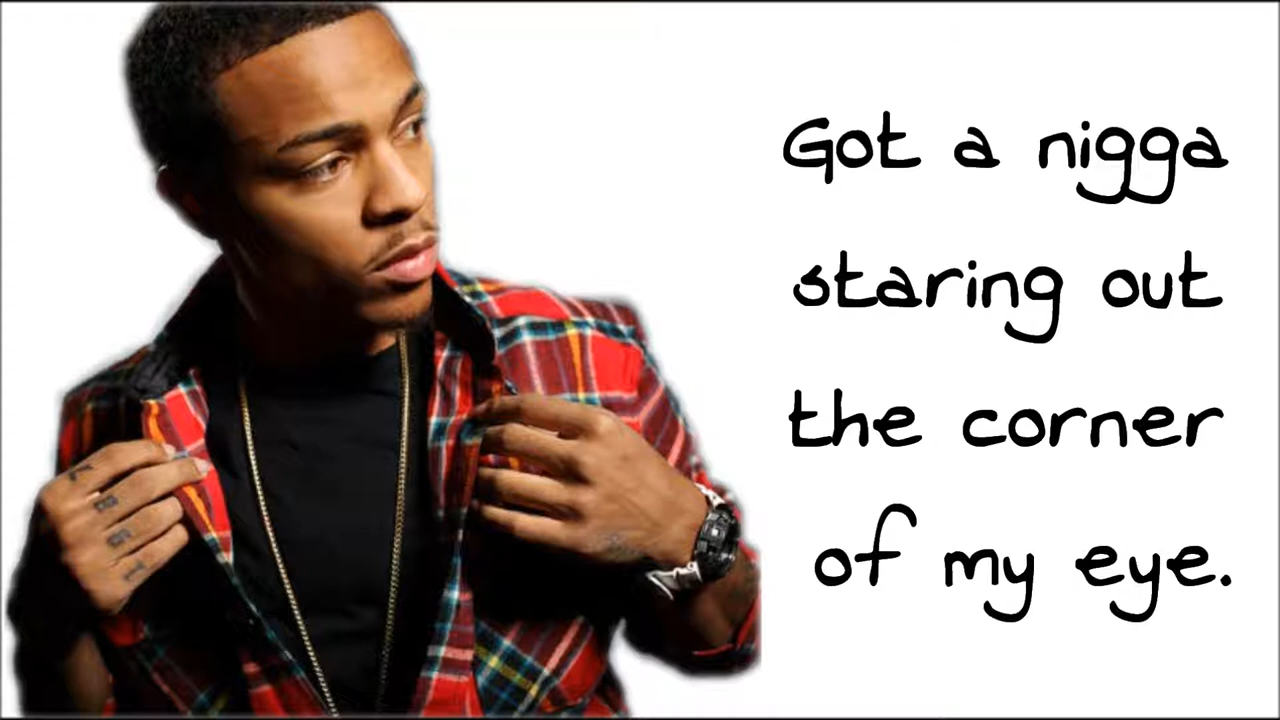 Got a nigga
staring out
the corner
of my eye.